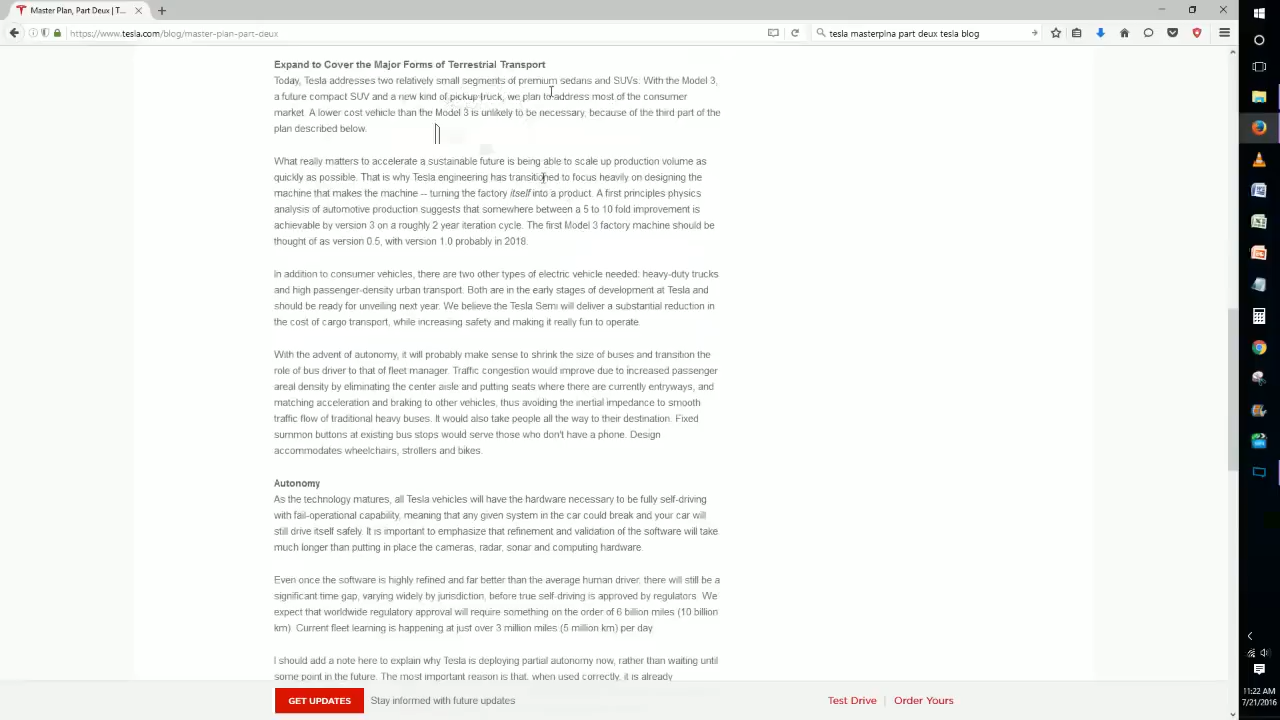 Master Plan, Part Deux | T...
https://www.tesla.com/blog/master-plan-part-deux
tesla masterpina part deux tesla blog
Expand to Cover the Major Forms of Terrestrial Transport
Today, Tesla addresses two relatively small segments of premium sedans and SUVs. With the Model 3,
a future compact SUV and a new kind of pickup truck, we plan to address most of the consumer
market. A lower cost vehicle than the Model 3 is unlikely to be necessary, because of the third part of the
plan described below.
What really matters to accelerate a sustainable future is being able to scale up production volume as
quickly as possible. That is why Tesla engineering has transitioned to focus heavily on designing the
machine that makes the machine -- turning the factory itself into a product. A first principles physics
analysis of automotive production suggests that somewhere between a 5 to 10 fold improvement is
achievable by version 3 on a roughly 2 year iteration cycle. The first Model 3 factory machine should be
thought of as version 0.5, with version 1.0 probably in 2018.
In addition to consumer vehicles, there are two other types of electric vehicle needed: heavy-duty trucks
and high passenger-density urban transport. Both are in the early stages of development at Tesla and
should be ready for unveiling next year. We believe the Tesla Semi will deliver a substantial reduction in
the cost of cargo transport, while increasing safety and making it really fun to operate.
With the advent of autonomy, it will probably make sense to shrink the size of buses and transition the
role of bus driver to that of fleet manager. Traffic congestion would improve due to increased passenger
areal density by eliminating the center aisle and putting seats where there are currently entryways, and
matching acceleration and braking to other vehicles, thus avoiding the inertial impedance to smooth
traffic flow of traditional heavy buses. It would also take people all the way to their destination. Fixed
summon buttons at existing bus stops would serve those who don't have a phone. Design
accommodates wheelchairs, strollers and bikes.
Autonomy
As the technology matures, all Tesla vehicles will have the hardware necessary to be fully self-driving
with fail-operational capability, meaning that any given system in the car could break and your car will
still drive itself safely. It is important to emphasize that refinement and validation of the software will take
much longer than putting in place the cameras, radar, sonar and computing hardware.
Even once the software is highly refined and far better than the average human driver, there will still be a
significant time gap, varying widely by jurisdiction, before true self-driving is approved by regulators. We
expect that worldwide regulatory approval will require something on the order of 6 billion miles (10 billion
km). Current fleet learning is happening at just over 3 million miles (5 million km) per day.
I should add a note here to explain why Tesla is deploying partial autonomy now, rather than waiting until
some point in the future. The most important reason is that, when used correctly, it is already
GET UPDATES
Stay informed with future updates
Test Drive
Order Yours
11:22 AM
7/21/2016